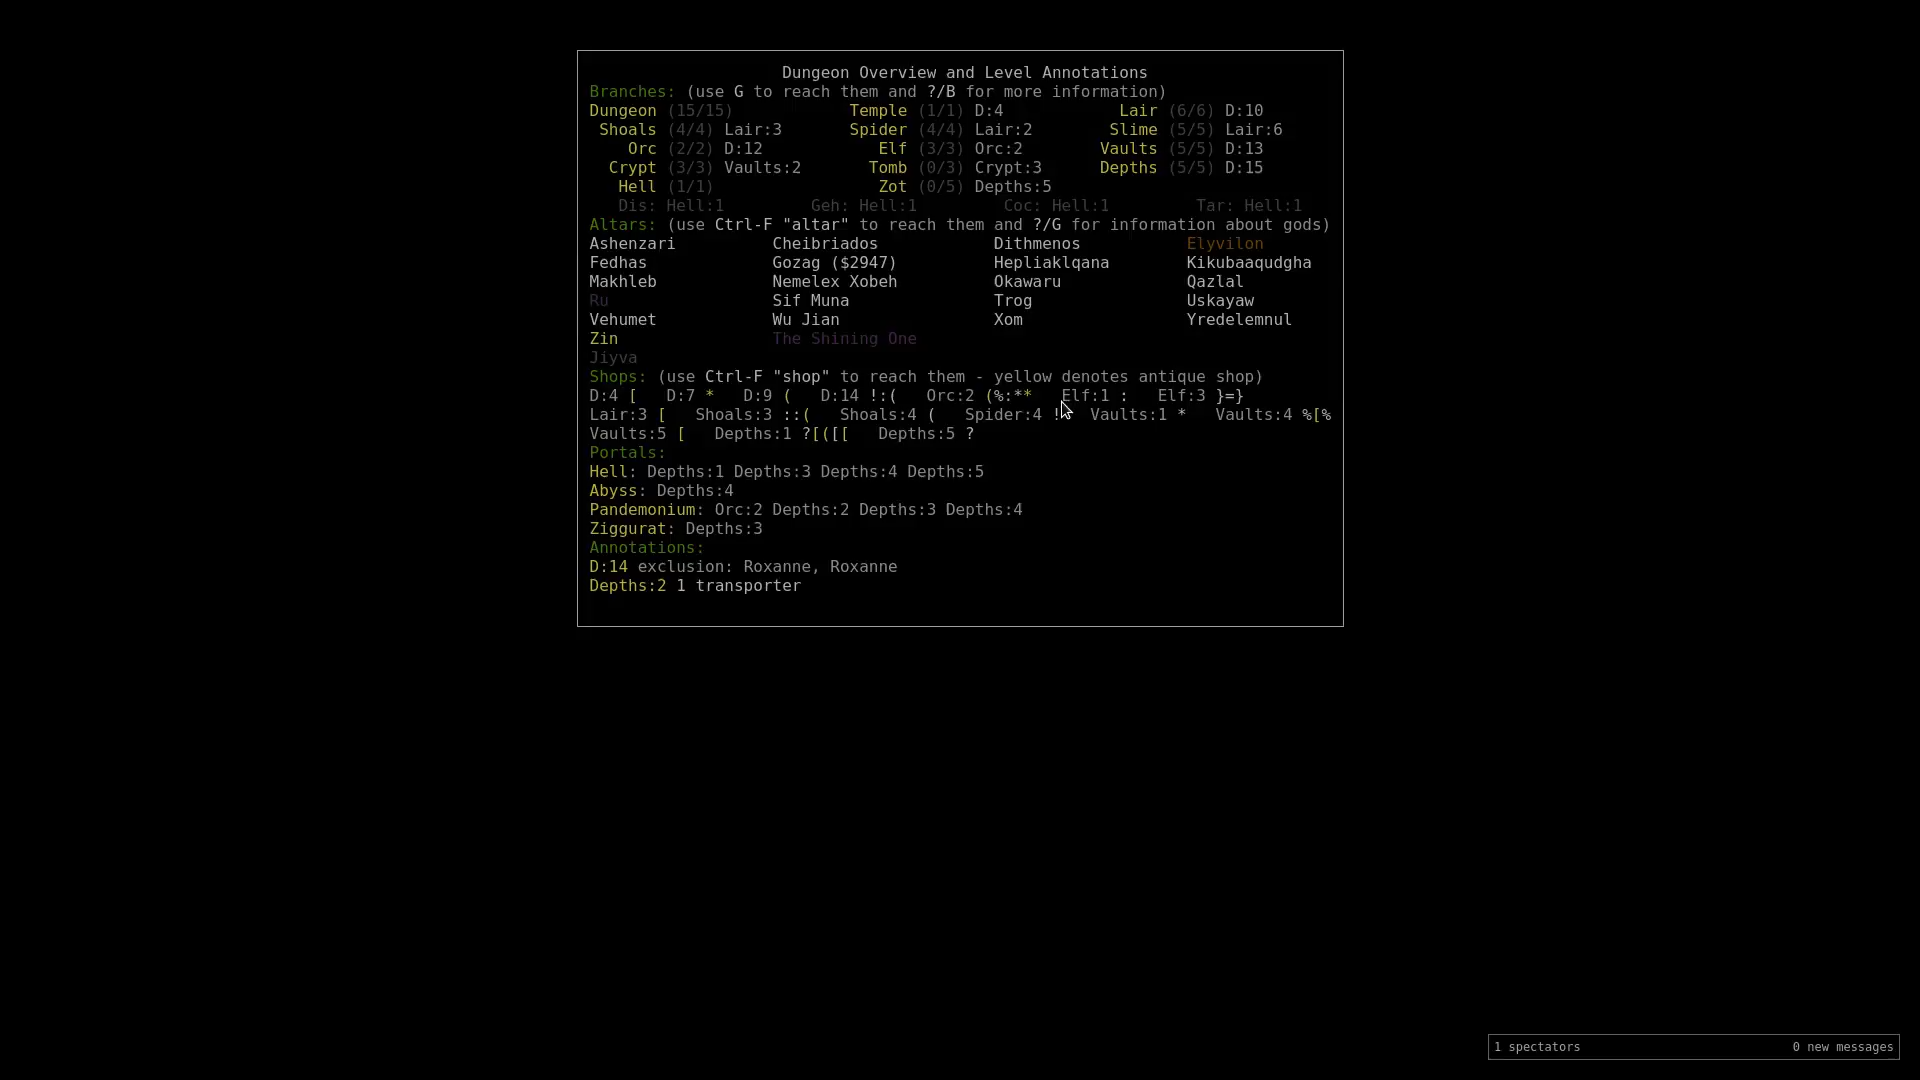 Dungeon Overview and Level Annotations
Branches: (use G to reach them and ?/B for more information)
Dungeon (15/15) Temple (1/1) D:4 Lair (6/6) D:10
Shoals (4/4) Lair:3 Spider (4/4) Lair:2 Slime (5/5) Lair:6
Orc (2/2) D:12 Elf (3/3) Orc:2 Vaults (5/5) D:13
Crypt (3/3) Vaults:2 Tomb (0/3) Crypt:3 Depths (5/5) D:15
Hell (1/1) Zot (0/5) Depths:5
Dis: Hell:1 Geh: Hell:1 Coc: Hell:1 Tar: Hell:1
Altars: (use Ctrl-F "altar" to reach them and ?/G for information about gods)
Ashenzari Cheibriados Dithmenos Elyvilon
Fedhas Gozag ($2947) Hepliaklqana Kikubaaqudgha
Makhleb Nemelex Xobeh Okawaru Qazlal
Ru Sif Muna Trog Uskayaw
Vehumet Wu Jian Xom Yredelemnul
Zin The Shining One
Jiyva
Shops: (use Ctrl-F "shop" to reach them - yellow denotes antique shop)
D:4 [ D:7 * D:9 ( D:14 !:( Orc:2 (%:** Elf:1 : Elf:3 }=}
Lair:3 [ Shoals:3 ::( Shoals:4 ( Spider:4 ! Vaults:1 * Vaults:4 %[%
Vaults:5 [ Depths:1 ?[([[ Depths:5 ?
Portals:
Hell: Depths:1 Depths:3 Depths:4 Depths:5
Abyss: Depths:4
Pandemonium: Orc:2 Depths:2 Depths:3 Depths:4
Ziggurat: Depths:3
Annotations:
D:14 exclusion: Roxanne, Roxanne
Depths:2 1 transporter
1 spectators 0 new messages